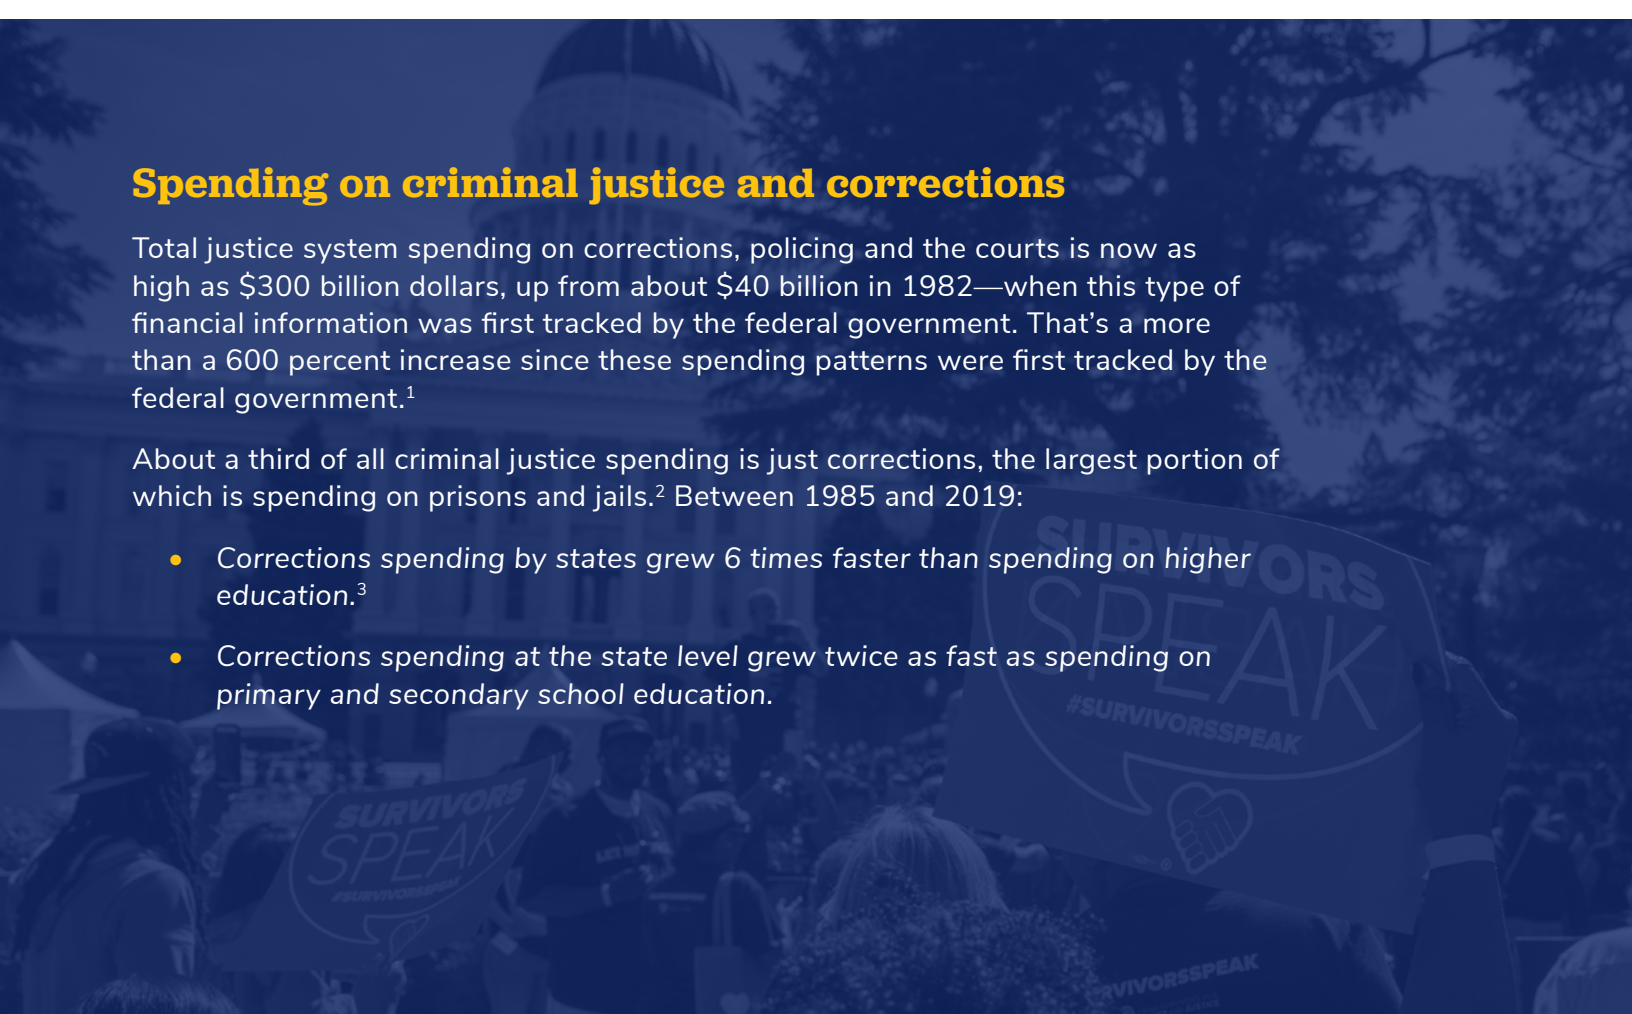 Spending on criminal justice and corrections
Total justice system spending on corrections, policing and the courts is now as
high as $300 billion dollars, up from about $40 billion in 1982—when this type of
financial information was first tracked by the federal government. That’s a more
than a 600 percent increase since these spending patterns were first tracked by the
federal government.1
About a third of all criminal justice spending is just corrections, the largest portion of
which is spending on prisons and jails.2 Between 1985 and 2019:
• Corrections spending by states grew 6 times faster than spending on higher
education.3
• Corrections spending at the state level grew twice as fast as spending on
primary and secondary school education.
SURVIVORS
SPEAK
#SURVIVORSSPEAK
SURVIVORS
SPEAK
#SURVIVORSSPEAK
RVIVORSSPEAK